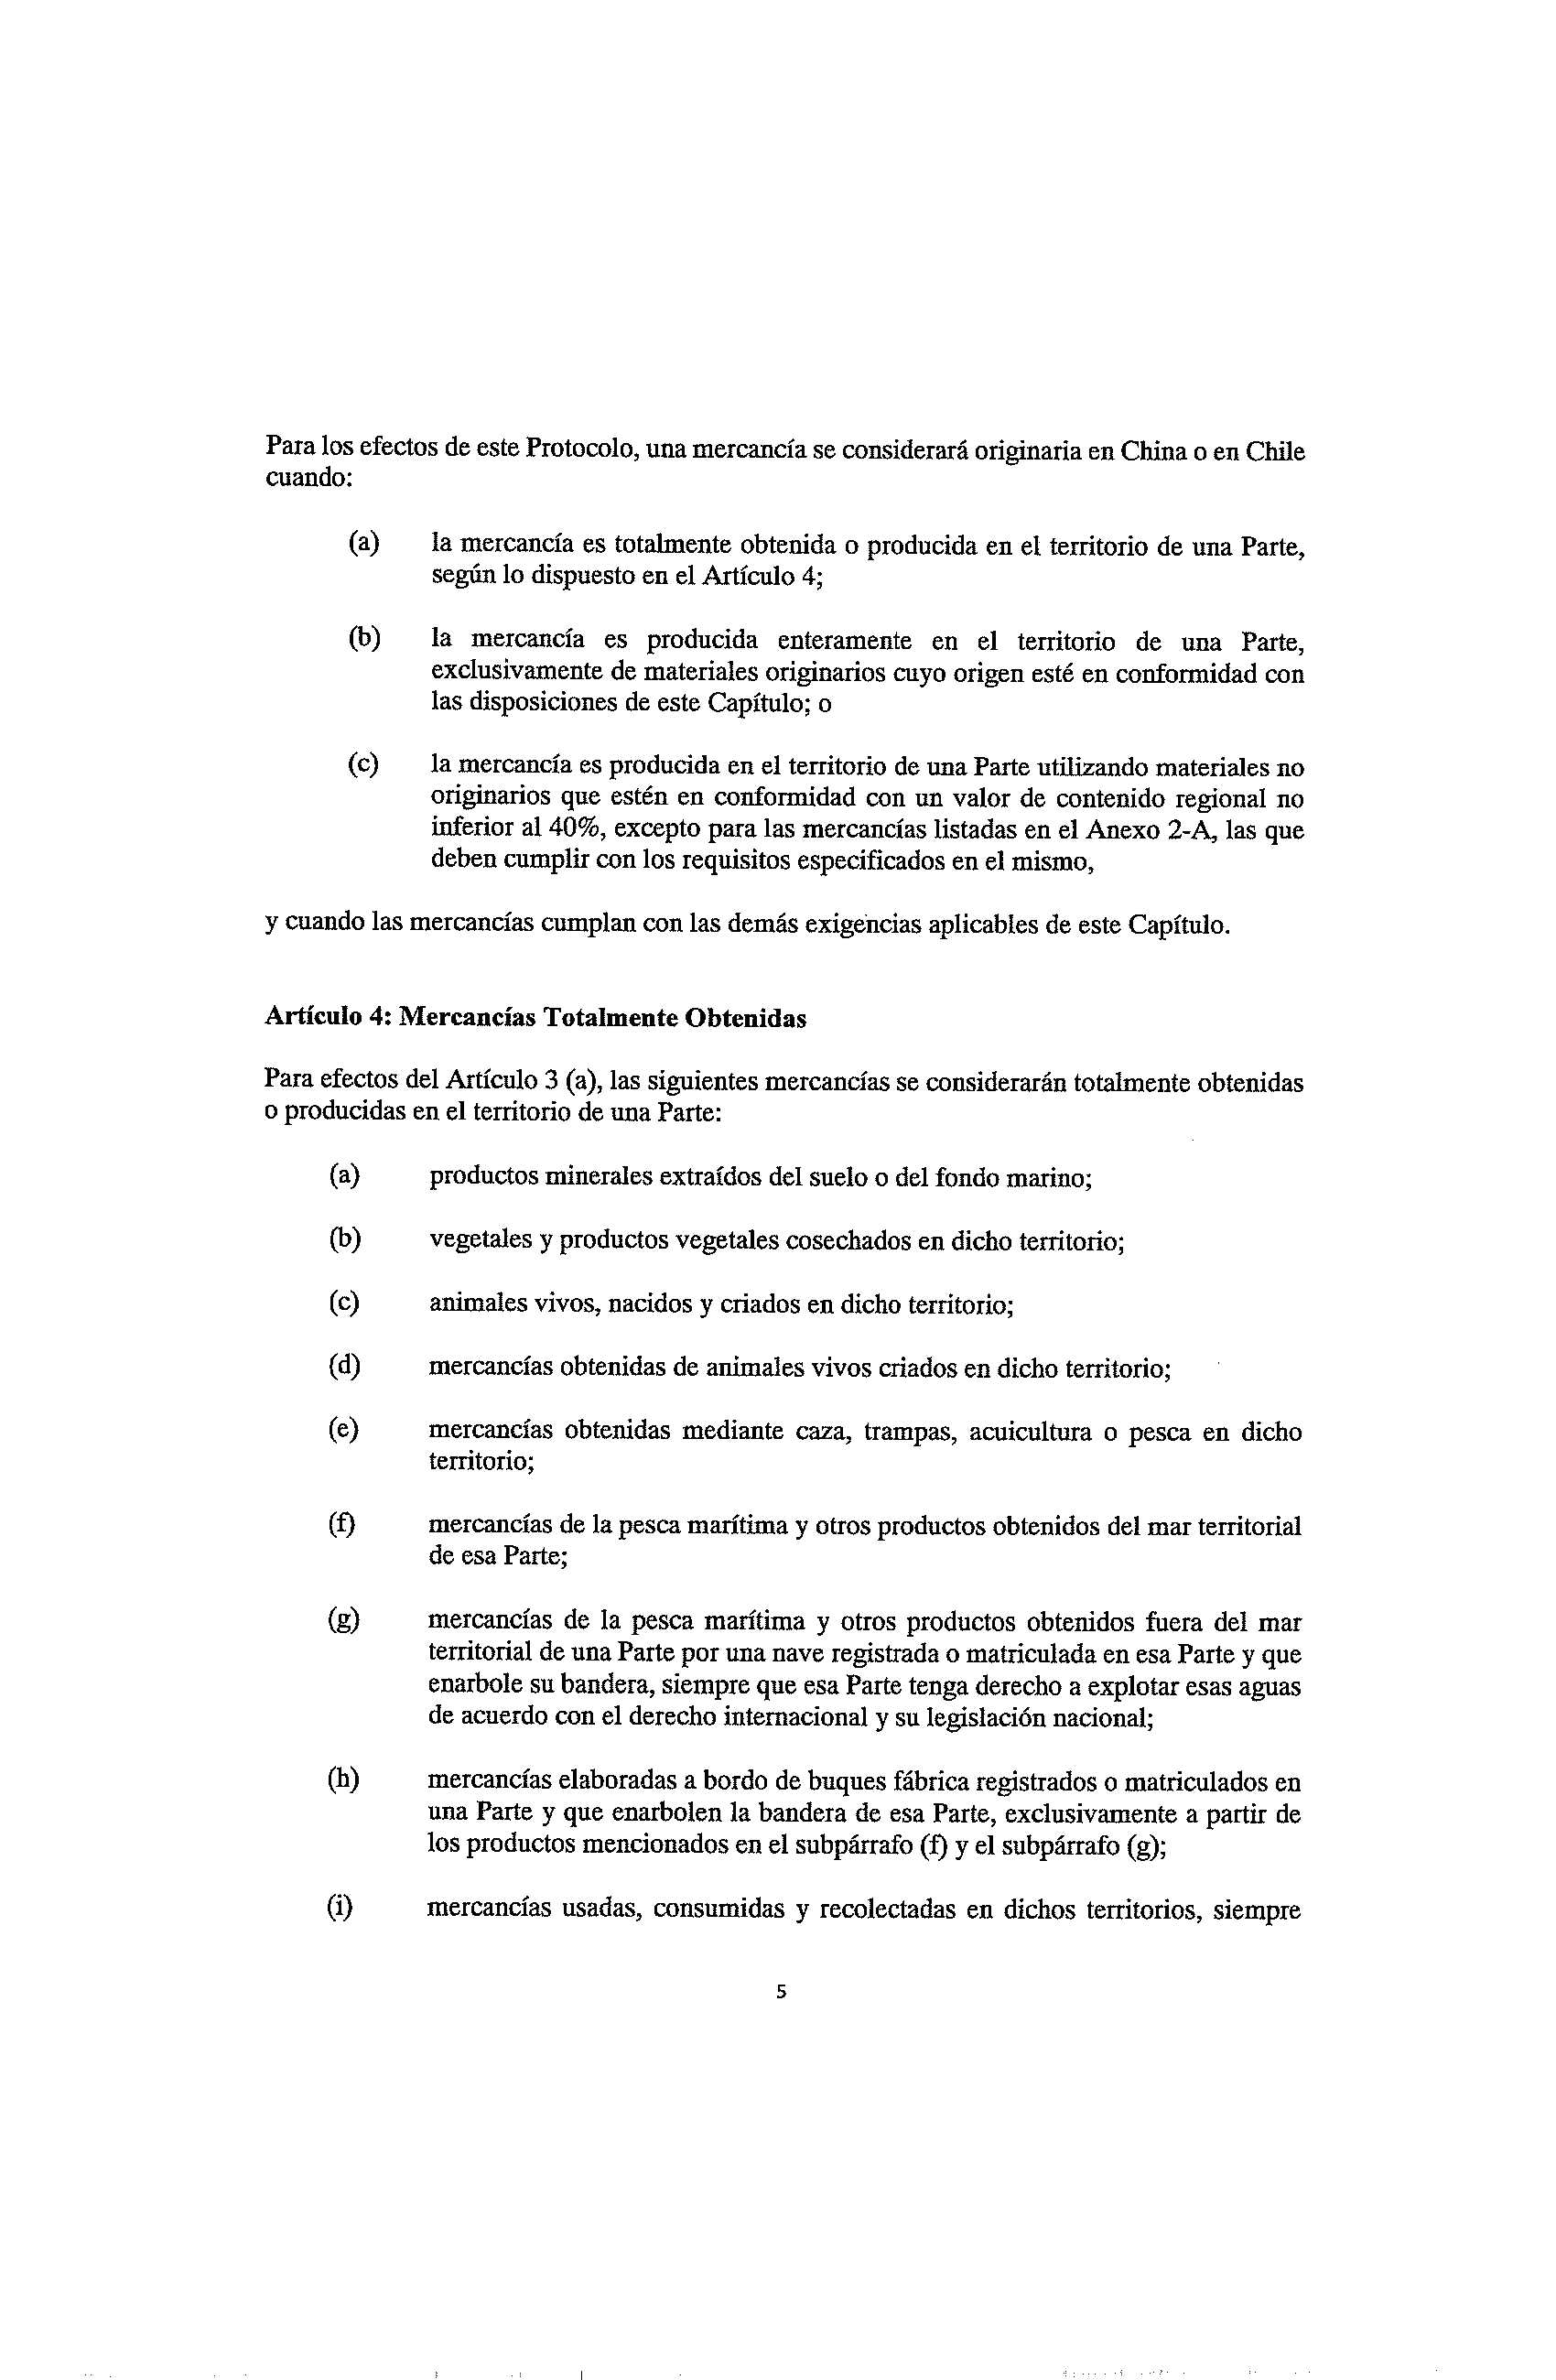 Para los efectos de este Protocolo, una mercancía se considerará originaria en China o en Chile
cuando:
(a) la mercancía es totalmente obtenida o producida en el territorio de una Parte,
según lo dispuesto en el Artículo 4;
(b) la mercancía es producida enteramente en el territorio de una Parte,
exclusivamente de materiales originarios cuyo origen esté en conformidad con
las disposiciones de este Capítulo; o
(c) la mercancía es producida en el territorio de una Parte utilizando materiales no
originarios que estén en conformidad con un valor de contenido regional no
inferior al 40%, excepto para las mercancías listadas en el Anexo 2-A, las que
deben cumplir con los requisitos especificados en el mismo,
y cuando las mercancías cumplan con las demás exigencias aplicables de este Capítulo.
Artículo 4: Mercancías Totalmente Obtenidas
Para efectos del Artículo 3 (a), las siguientes mercancías se considerarán totalmente obtenidas
o producidas en el territorio de una Parte:
(a) productos minerales extraídos del suelo o del fondo marino;
(b) vegetales y productos vegetales cosechados en dicho territorio;
(c) animales vivos, nacidos y criados en dicho territorio;
(d) mercancías obtenidas de animales vivos criados en dicho territorio;
(e) mercancías obtenidas mediante caza, trampas, acuicultura o pesca en dicho
territorio;
(f) mercancías de la pesca marítima y otros productos obtenidos del mar territorial
de esa Parte;
(g) mercancías de la pesca marítima y otros productos obtenidos fuera del mar
territorial de una Parte por una nave registrada o matriculada en esa Parte y que
enarbole su bandera, siempre que esa Parte tenga derecho a explotar esas aguas
de acuerdo con el derecho internacional y su legislación nacional;
(h) mercancías elaboradas a bordo de buques fábrica registrados o matriculados en
una Parte y que enarbolen la bandera de esa Parte, exclusivamente a partir de
los productos mencionados en el subpárrafo (f) y el subpárrafo (g);
(i) mercancías usadas, consumidas y recolectadas en dichos territorios, siempre
5